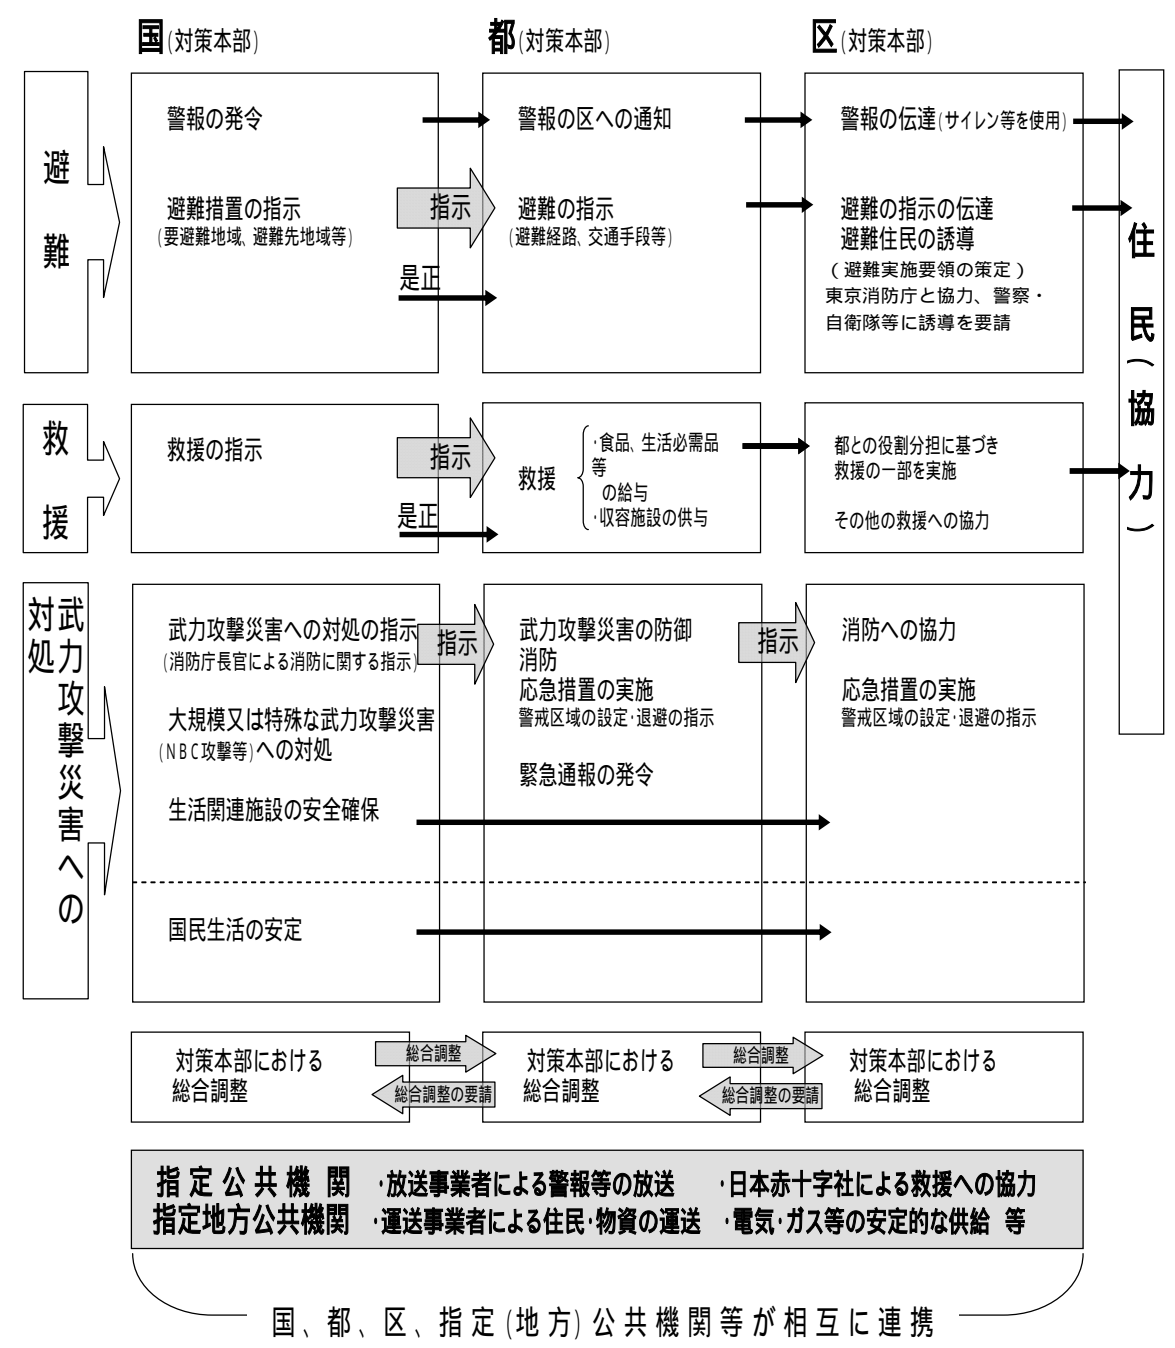 国(対策本部)
都(対策本部)
区(対策本部)
避難
警報の発令
警報の区への通知
警報の伝達(サイレン等を使用)
避難措置の指示
(要避難地域、避難先地域等)
指示
是正
避難の指示
(避難経路、交通手段等)
避難の指示の伝達
避難住民の誘導
(避難実施要領の策定)
東京消防庁と協力、警察・
自衛隊等に誘導を要請
住民(協力)
救援
救援の指示
指示
是正
救援
・食品、生活必需品
等
の給与
・収容施設の供与
都との役割分担に基づき
救援の一部を実施
その他の救援への協力
武力攻撃災害への
対処
武力攻撃災害への対処の指示
(消防庁長官による消防に関する指示)
大規模又は特殊な武力攻撃災害
(NBC攻撃等)への対処
生活関連施設の安全確保
国民生活の安定
指示
武力攻撃災害の防御
消防
応急措置の実施
警戒区域の設定・退避の指示
緊急通報の発令
指示
消防への協力
応急措置の実施
警戒区域の設定・退避の指示
対策本部における
総合調整
総合調整
総合調整の要請
対策本部における
総合調整
総合調整
総合調整の要請
対策本部における
総合調整
指定公共機関 ・放送事業者による警報等の放送 ・日本赤十字社による救援への協力
指定地方公共機関 ・運送事業者による住民・物資の運送 ・電気・ガス等の安定的な供給 等
国、都、区、指定(地方)公共機関等が相互に連携